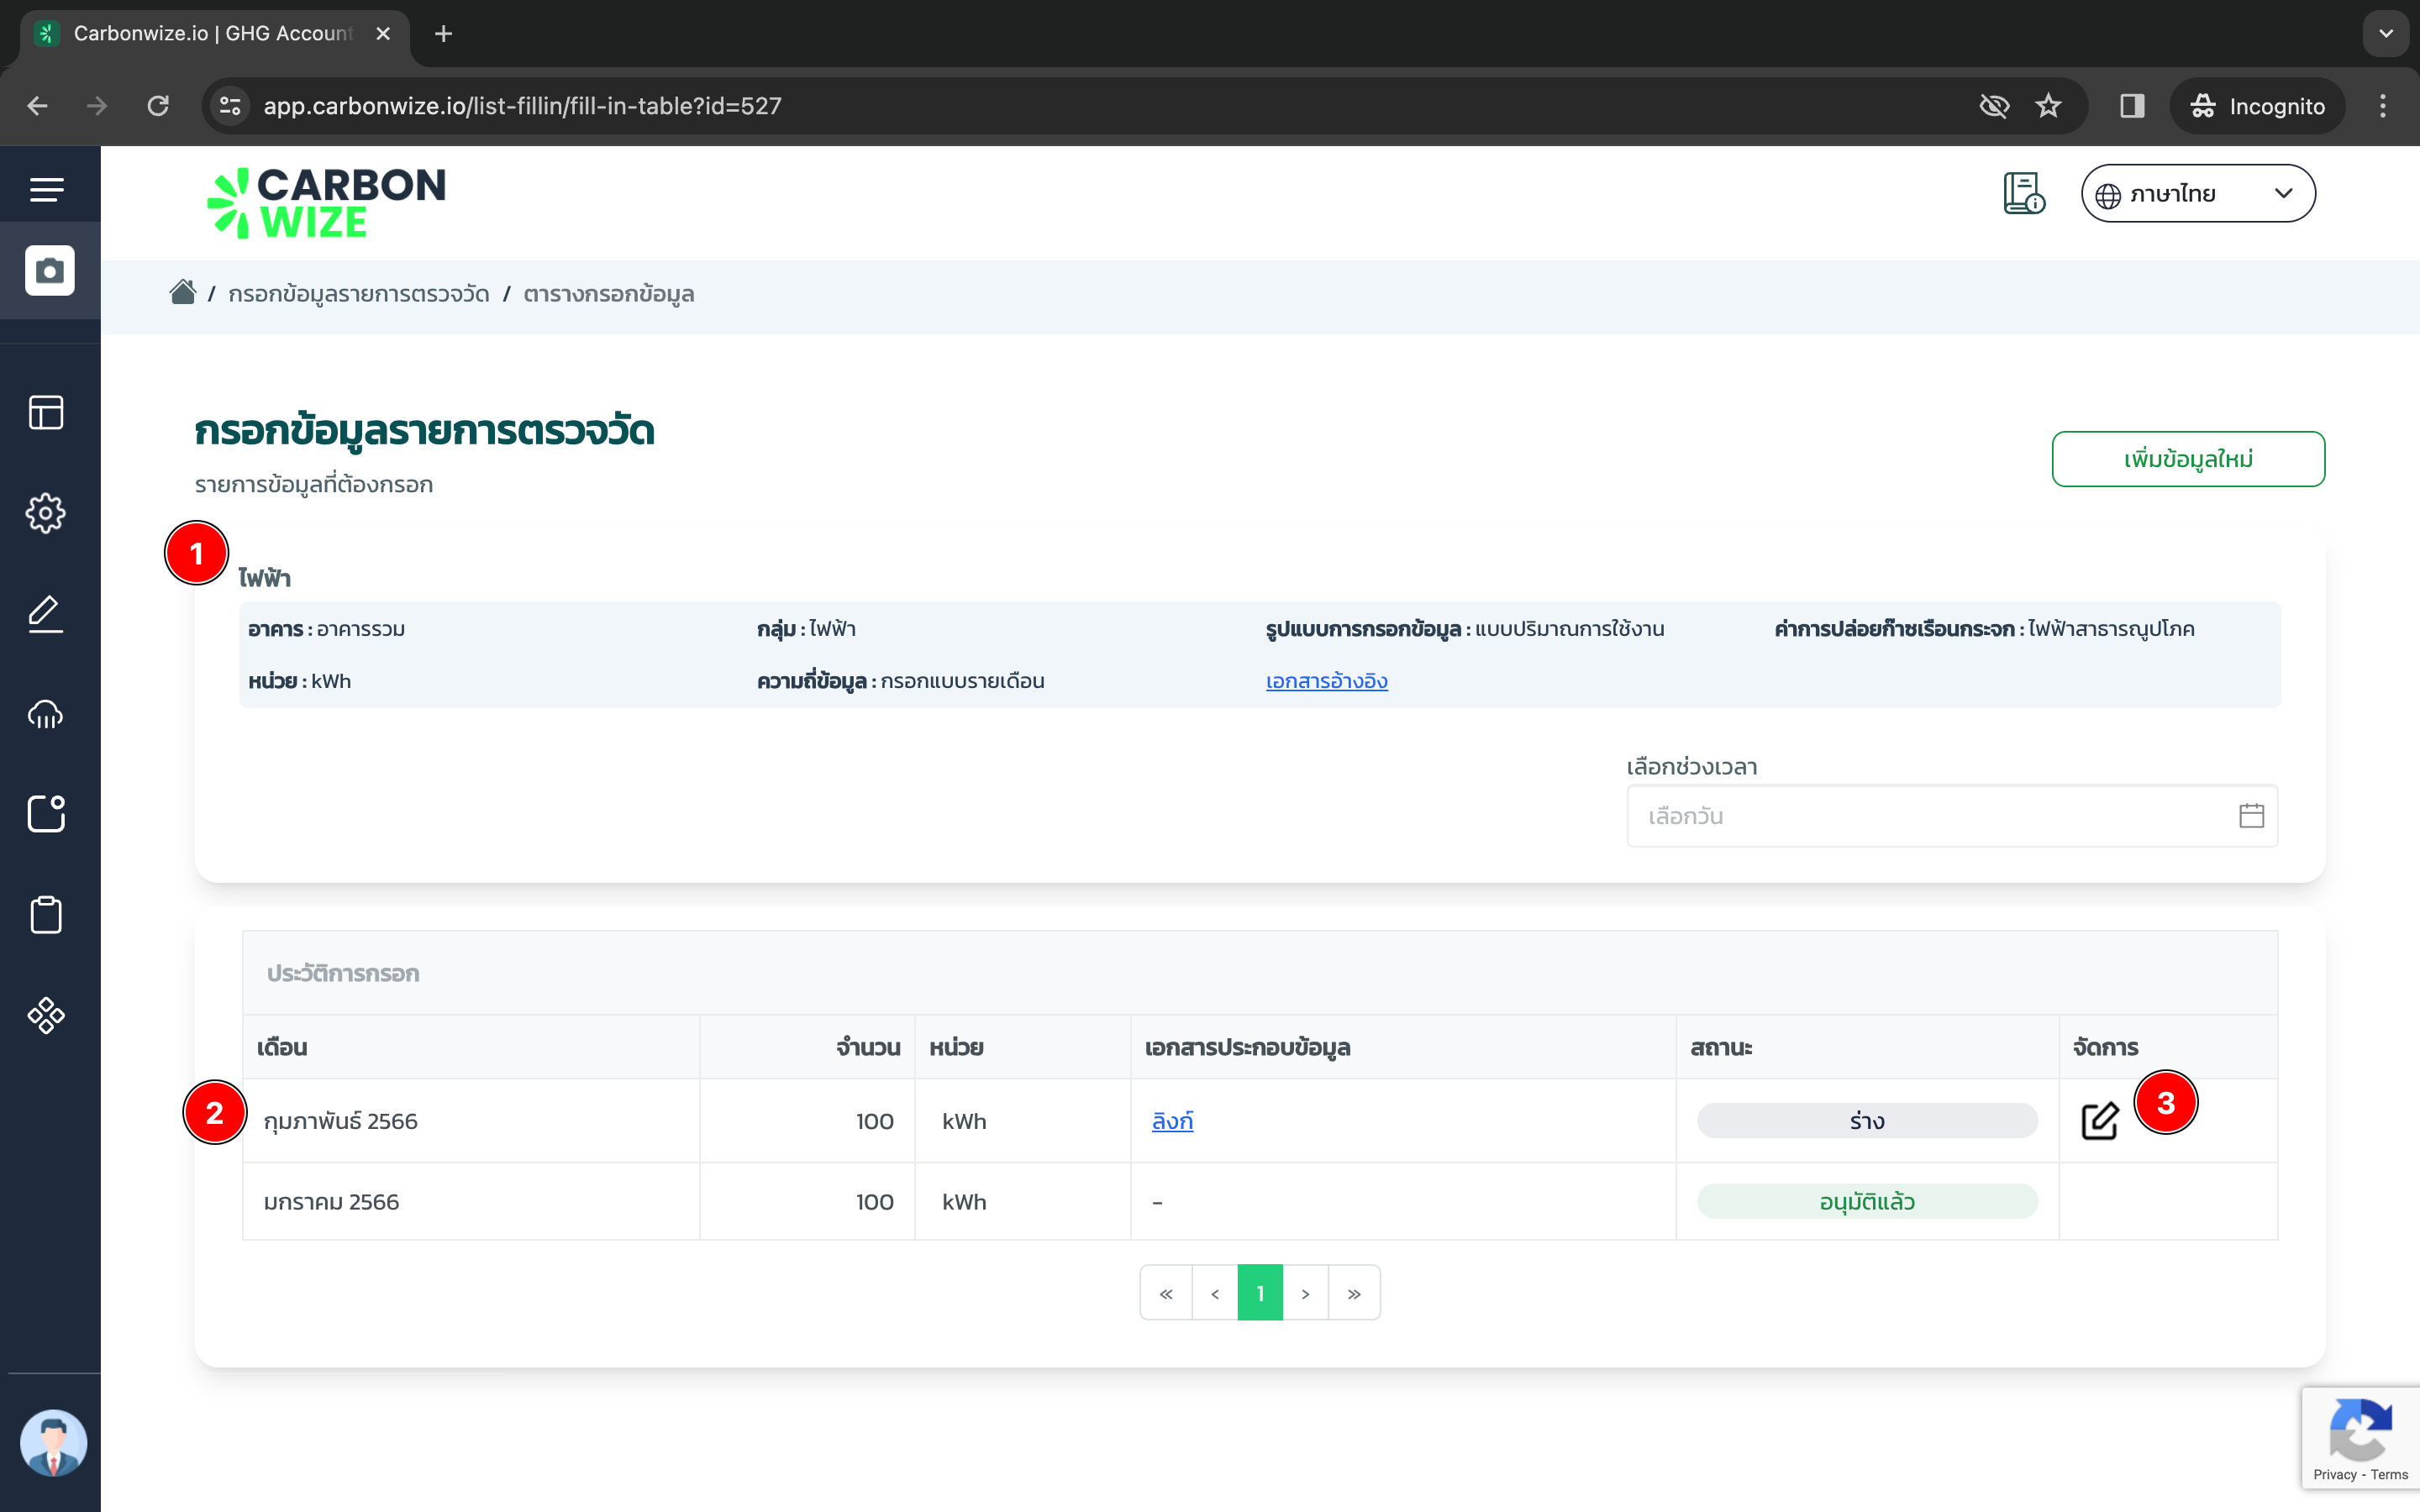 Carbonwize.io | GHG Account
app.carbonwize.io/list-fillin/fill-in-table?id=527
Incognito
CARBON
WIZE
ภาษาไทย
/ กรอกข้อมูลรายการตรวจวัด / ตารางกรอกข้อมูล
กรอกข้อมูลรายการตรวจวัด
รายการข้อมูลที่ต้องกรอก
เพิ่มข้อมูลใหม่
1
ไฟฟ้า
อาคาร : อาคารรวม
กลุ่ม : ไฟฟ้า
รูปแบบการกรอกข้อมูล : แบบปริมาณการใช้งาน
ค่าการปล่อยก๊าซเรือนกระจก : ไฟฟ้าสาธารณูปโภค
หน่วย : kWh
ความถี่ข้อมูล : กรอกแบบรายเดือน
เอกสารอ้างอิง
เลือกช่วงเวลา
เลือกวัน
ประวัติการกรอก
เดือน จำนวน หน่วย เอกสารประกอบข้อมูล สถานะ จัดการ
2 กุมภาพันธ์ 2566 100 kWh ลิงก์ ร่าง 3
มกราคม 2566 100 kWh - อนุมัติแล้ว
« ‹ 1 › »
Privacy - Terms